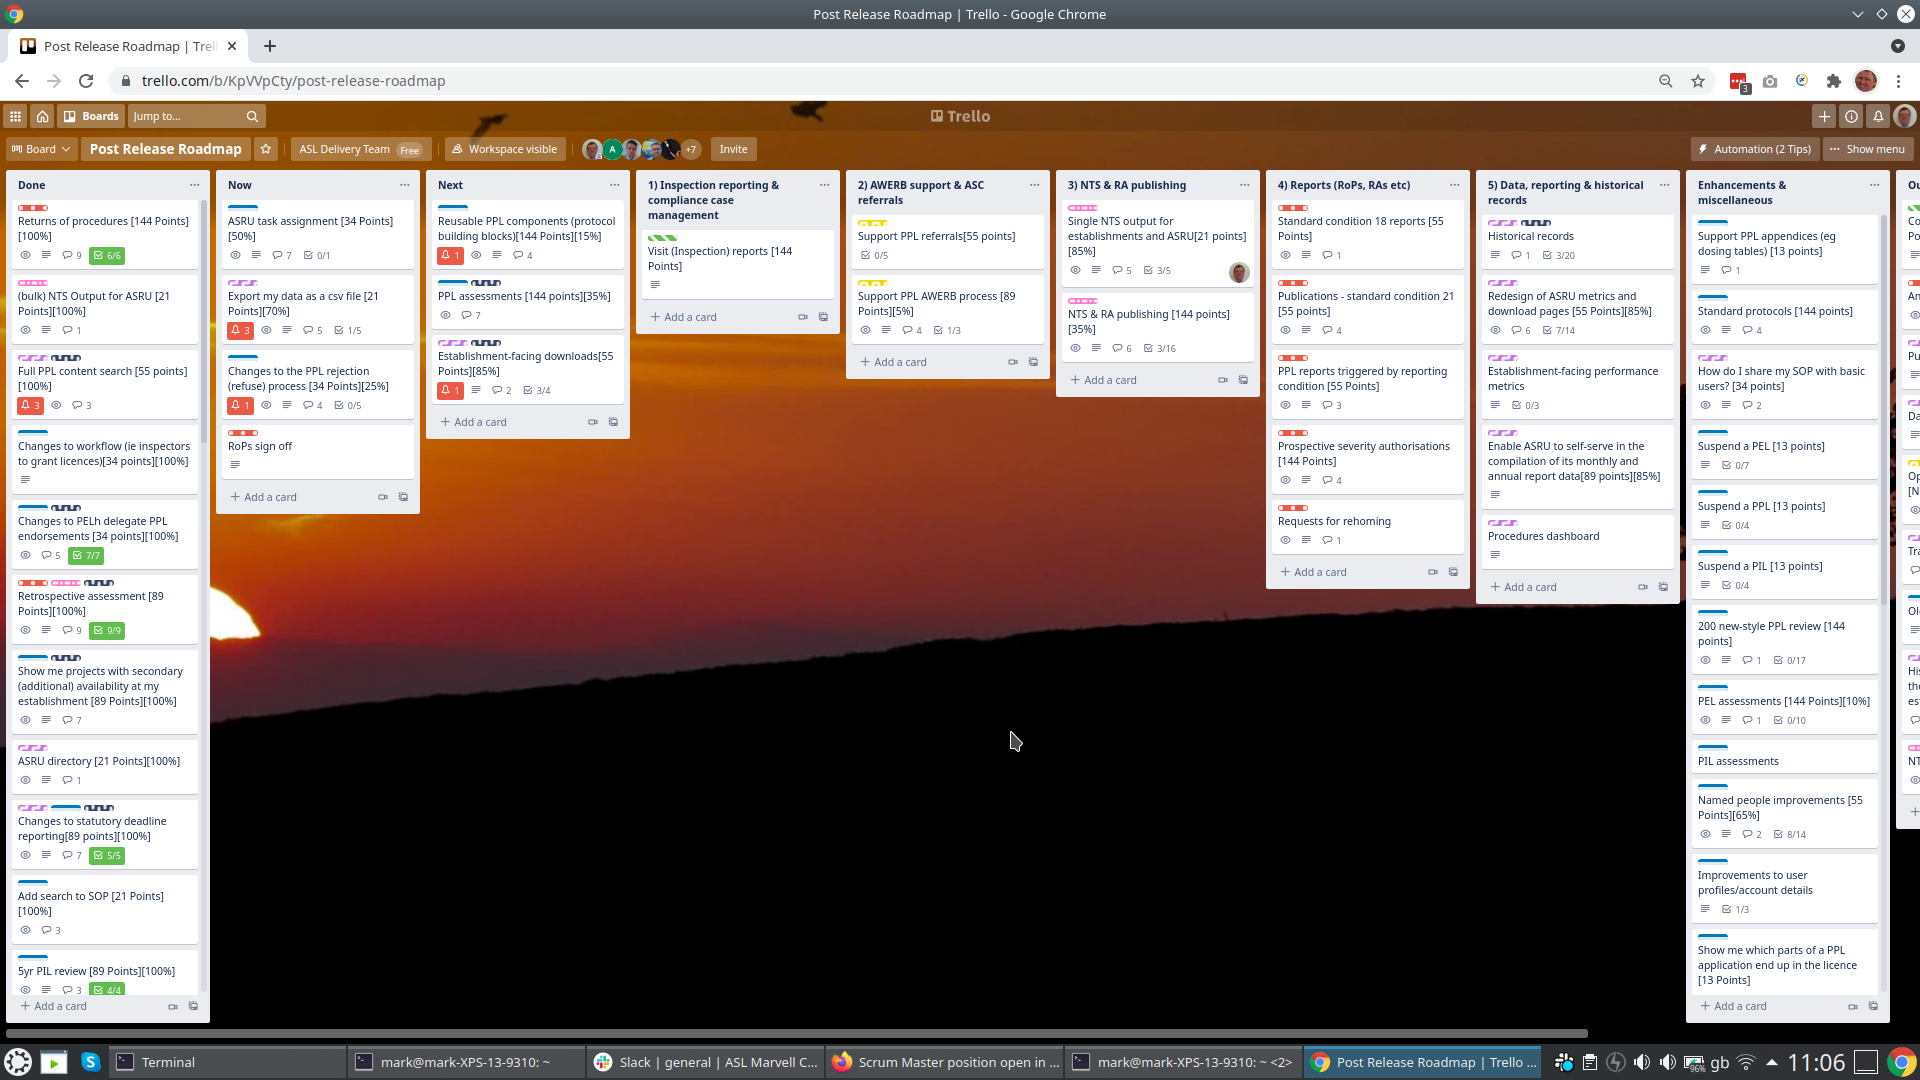 Post Release Roadmap | Trello - Google Chrome
Post Release Roadmap | Trel
trello.com/b/KpVVpCty/post-release-roadmap
3
Boards
Jump to...
Trello
Board
Post Release Roadmap
ASL Delivery Team Free
Workspace visible
A
+7
Invite
Automation (2 Tips)
Show menu
Done
Returns of procedures [144 Points]
[100%]
9 6/6
(bulk) NTS Output for ASRU [21
Points][100%]
1
Full PPL content search [55 points]
[100%]
3 3
Changes to workflow (ie inspectors
to grant licences)[34 points][100%]
Changes to PELh delegate PPL
endorsements [34 points][100%]
5 7/7
Retrospective assessment [89
Points][100%]
9 9/9
Show me projects with secondary
(additional) availability at my
establishment [89 Points][100%]
7
ASRU directory [21 Points][100%]
1
Changes to statutory deadline
reporting[89 points][100%]
7 5/5
Add search to SOP [21 Points]
[100%]
3
5yr PIL review [89 Points][100%]
3 4/4
Add a card
Now
ASRU task assignment [34 Points]
[50%]
7 0/1
Export my data as a csv file [21
Points][70%]
3 5 1/5
Changes to the PPL rejection
(refuse) process [34 Points][25%]
1 4 0/5
RoPs sign off
Add a card
Next
Reusable PPL components (protocol
building blocks)[144 Points][15%]
1 4
PPL assessments [144 points][35%]
7
Establishment-facing downloads[55
Points][85%]
1 2 3/4
Add a card
1) Inspection reporting &
compliance case
management
Visit (Inspection) reports [144
Points]
Add a card
2) AWERB support & ASC
referrals
Support PPL referrals[55 points]
0/5
Support PPL AWERB process [89
Points][5%]
4 1/3
Add a card
3) NTS & RA publishing
Single NTS output for
establishments and ASRU[21 points]
[85%]
5 3/5
NTS & RA publishing [144 points]
[35%]
6 3/16
Add a card
4) Reports (RoPs, RAs etc)
Standard condition 18 reports [55
Points]
1
Publications - standard condition 21
[55 points]
4
PPL reports triggered by reporting
condition [55 Points]
3
Prospective severity authorisations
[144 Points]
4
Requests for rehoming
1
Add a card
5) Data, reporting & historical
records
Historical records
1 3/20
Redesign of ASRU metrics and
download pages [55 Points][85%]
6 7/14
Establishment-facing performance
metrics
0/3
Enable ASRU to self-serve in the
compilation of its monthly and
annual report data[89 points][85%]
Procedures dashboard
Add a card
Enhancements &
miscellaneous
Support PPL appendices (eg
dosing tables) [13 points]
1
Standard protocols [144 points]
4
How do I share my SOP with basic
users? [34 points]
2
Suspend a PEL [13 points]
0/7
Suspend a PPL [13 points]
0/4
Suspend a PIL [13 points]
0/4
200 new-style PPL review [144
points]
1 0/17
PEL assessments [144 Points][10%]
1 0/10
PIL assessments
Named people improvements [55
Points][65%]
2 8/14
Improvements to user
profiles/account details
1/3
Show me which parts of a PPL
application end up in the licence
[13 Points]
Add a card
Terminal
mark@mark-XPS-13-9310: ~
Slack | general | ASL Marvell C...
Scrum Master position open in ...
mark@mark-XPS-13-9310: ~ <2>
Post Release Roadmap | Trello ...
96%
gb
11:06